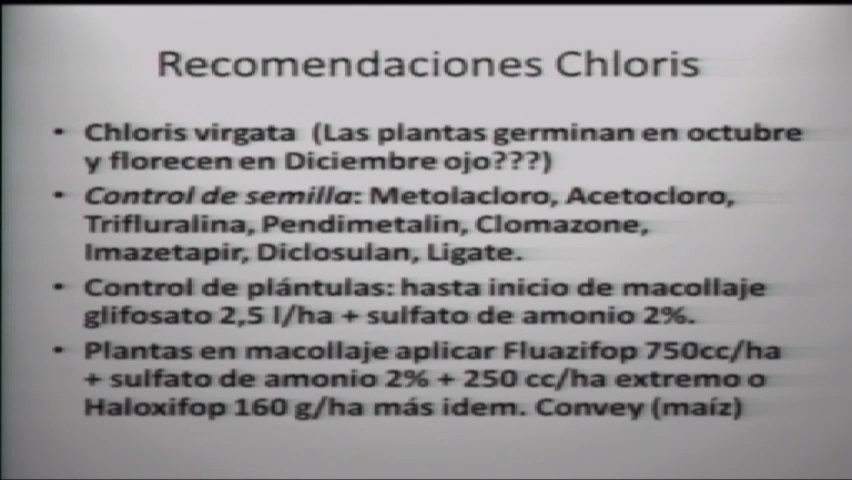 Recomendaciones Chloris
• Chloris virgata (Las plantas germinan en octubre
y florecen en Diciembre ojo???)
• Control de semilla: Metolacloro, Acetocloro,
Trifluralina, Pendimetalin, Clomazone,
Imazetapir, Diclosulan, Ligate.
• Control de plántulas: hasta inicio de macollaje
glifosato 2,5 l/ha + sulfato de amonio 2%.
• Plantas en macollaje aplicar Fluazifop 750cc/ha
+ sulfato de amonio 2% + 250 cc/ha extremo o
Haloxifop 160 g/ha más idem. Convey (maíz)